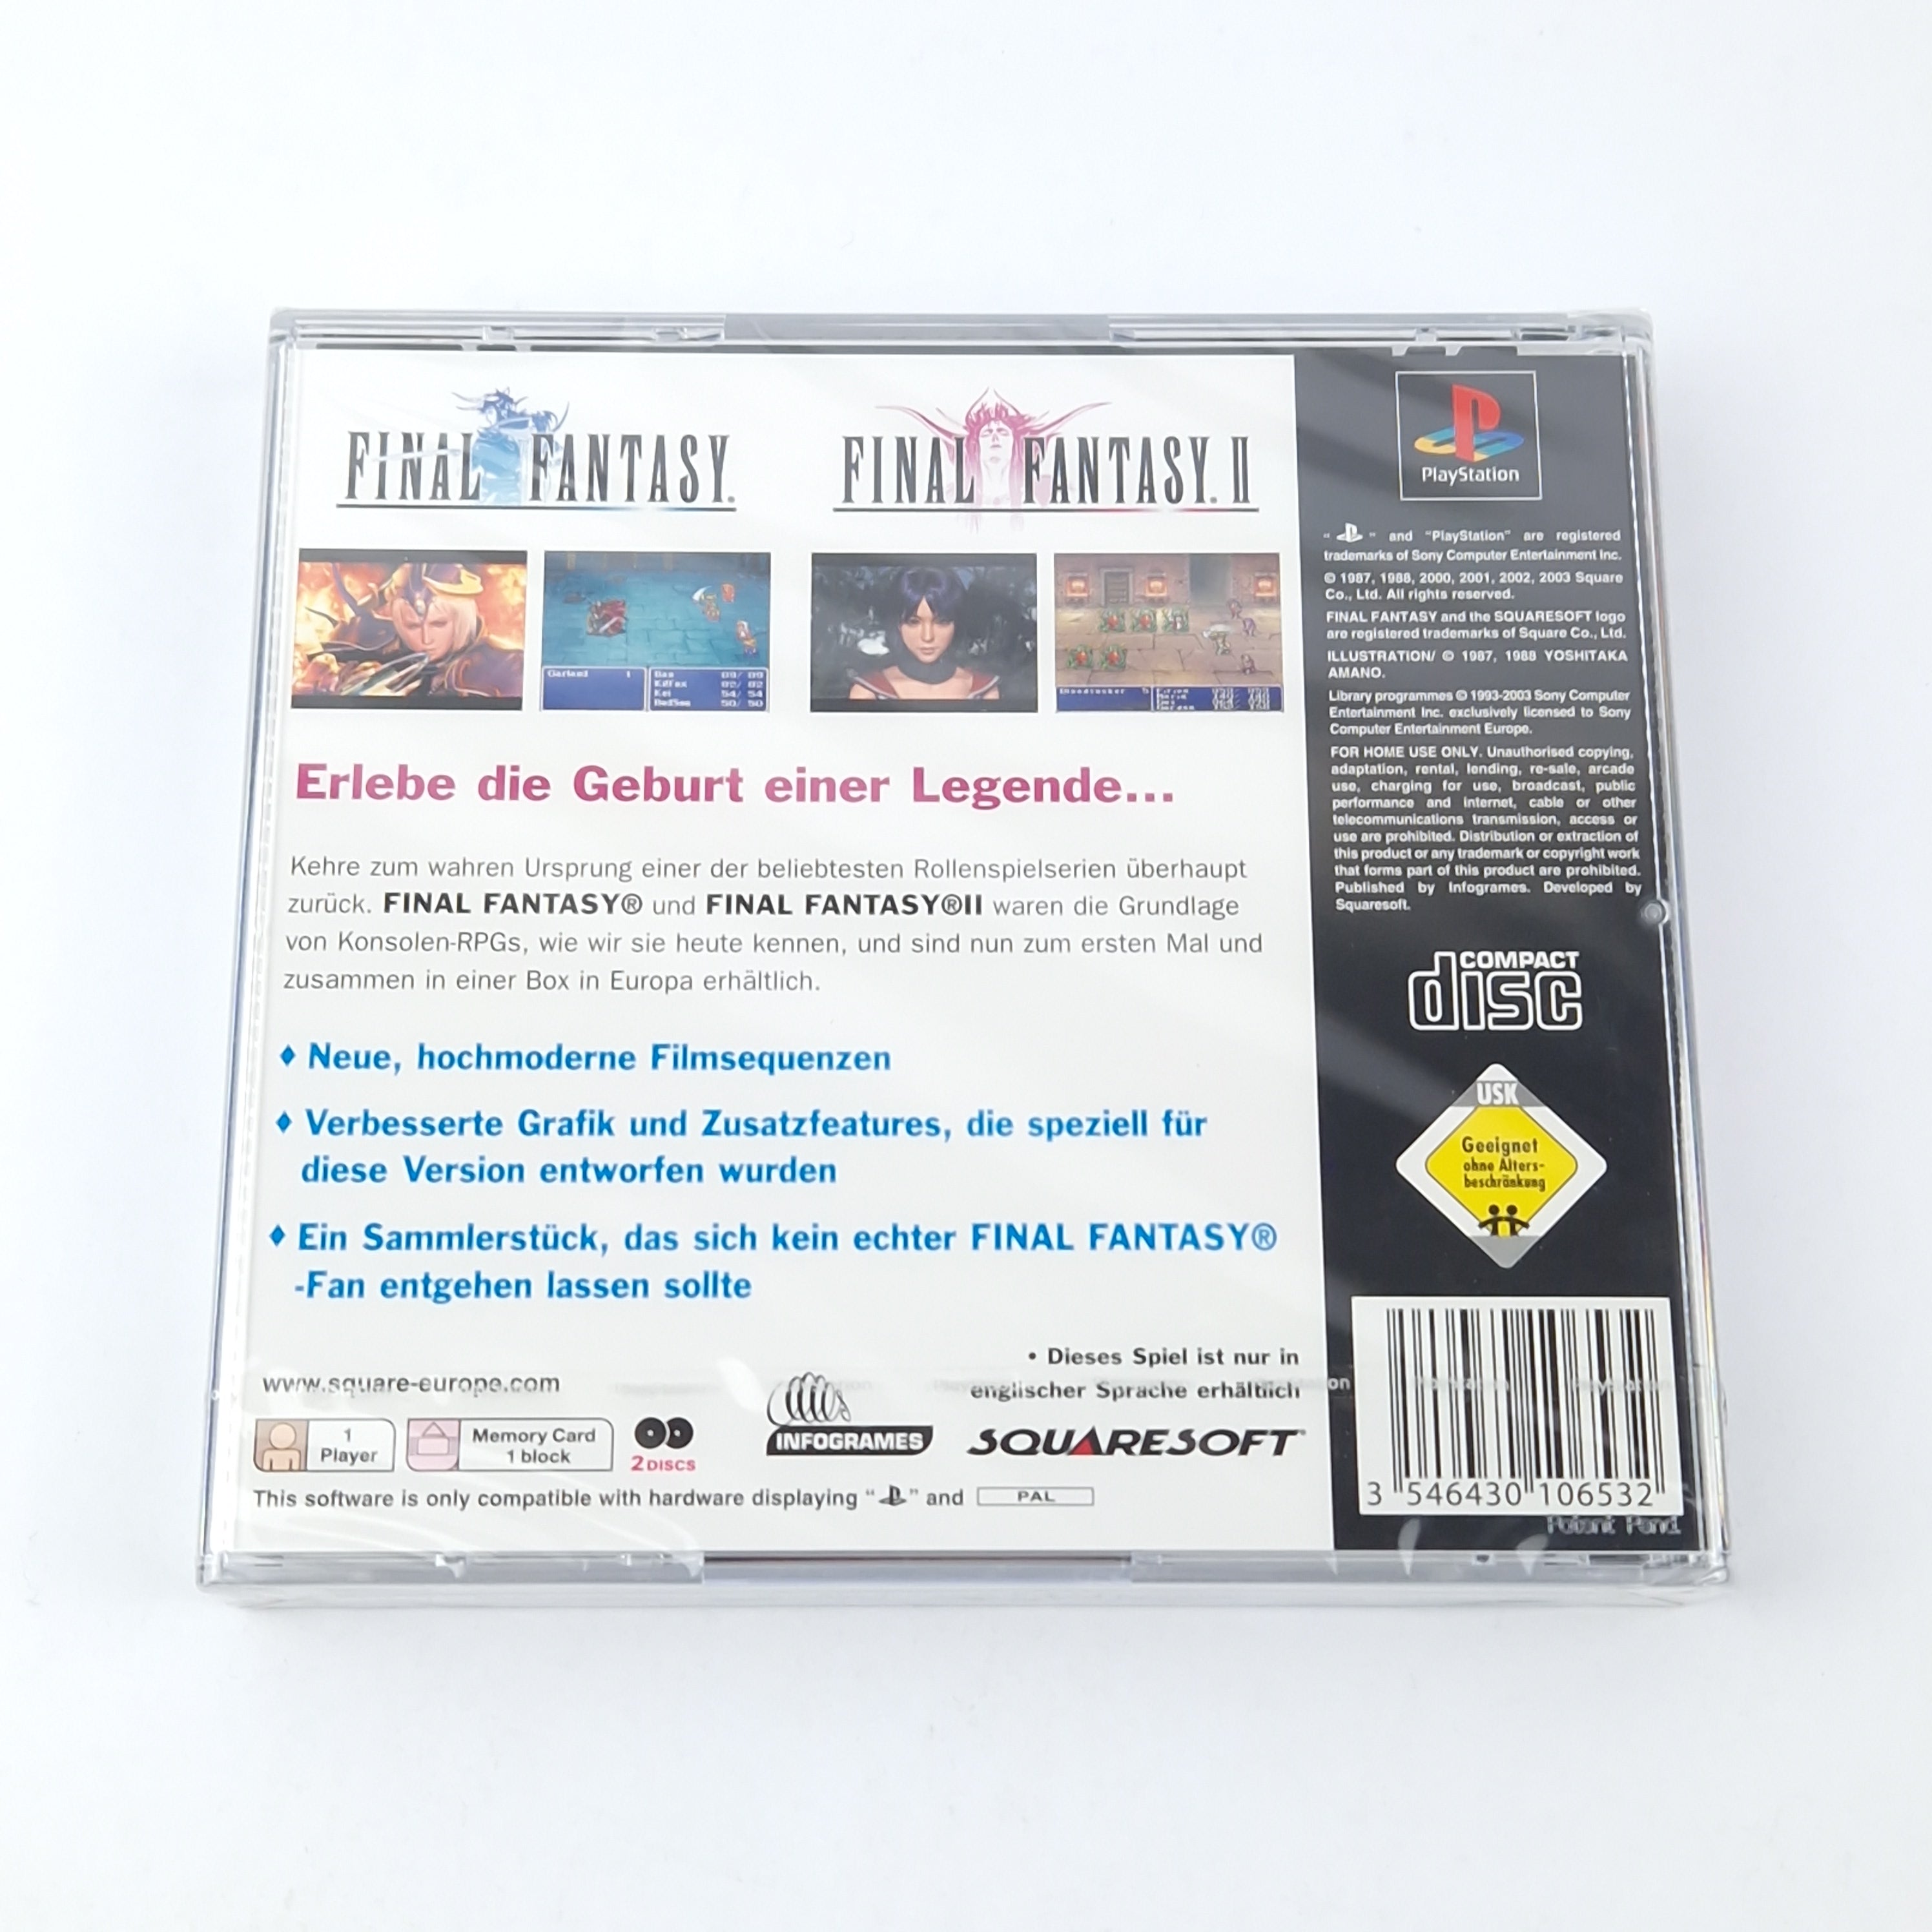 FINAL FANTASY®
FINAL FANTASY® II
Garland 1
Erlebe die Geburt einer Legende...
Kehre zum wahren Ursprung einer der beliebtesten Rollenspielserien überhaupt
zurück. FINAL FANTASY® und FINAL FANTASY®II waren die Grundlage
von Konsolen-RPGs, wie wir sie heute kennen, und sind nun zum ersten Mal und
zusammen in einer Box in Europa erhältlich.
♦ Neue, hochmoderne Filmsequenzen
♦ Verbesserte Grafik und Zusatzfeatures, die speziell für
diese Version entworfen wurden
♦ Ein Sammlerstück, das sich kein echter FINAL FANTASY®
-Fan entgehen lassen sollte
• Dieses Spiel ist nur in
englischer Sprache erhältlich
www.square-europe.com
1
Player
Memory Card
1 block
2 DISCS
INFOGRAMES
SQUARESOFT
This software is only compatible with hardware displaying " " and PAL
PlayStation
" " and "PlayStation" are registered
trademarks of Sony Computer Entertainment Inc.
© 1987, 1988, 2000, 2001, 2002, 2003 Square
Co., Ltd. All rights reserved.
FINAL FANTASY and the SQUARESOFT logo
are registered trademarks of Square Co., Ltd.
ILLUSTRATION/ © 1987, 1988 YOSHITAKA
AMANO.
Library programmes © 1993-2003 Sony Computer
Entertainment Inc. exclusively licensed to Sony
Computer Entertainment Europe.
FOR HOME USE ONLY. Unauthorised copying,
adaptation, rental, lending, re-sale, arcade
use, charging for use, broadcast, public
performance and internet, cable or other
telecommunications transmission, access or
use are prohibited. Distribution or extraction of
this product or any trademark or copyright work
that forms part of this product are prohibited.
Published by Infogrames. Developed by
Squaresoft.
COMPACT
disc
USK
Geeignet
ohne Alters-
beschränkung
3 546430 106532
Patent Pend.